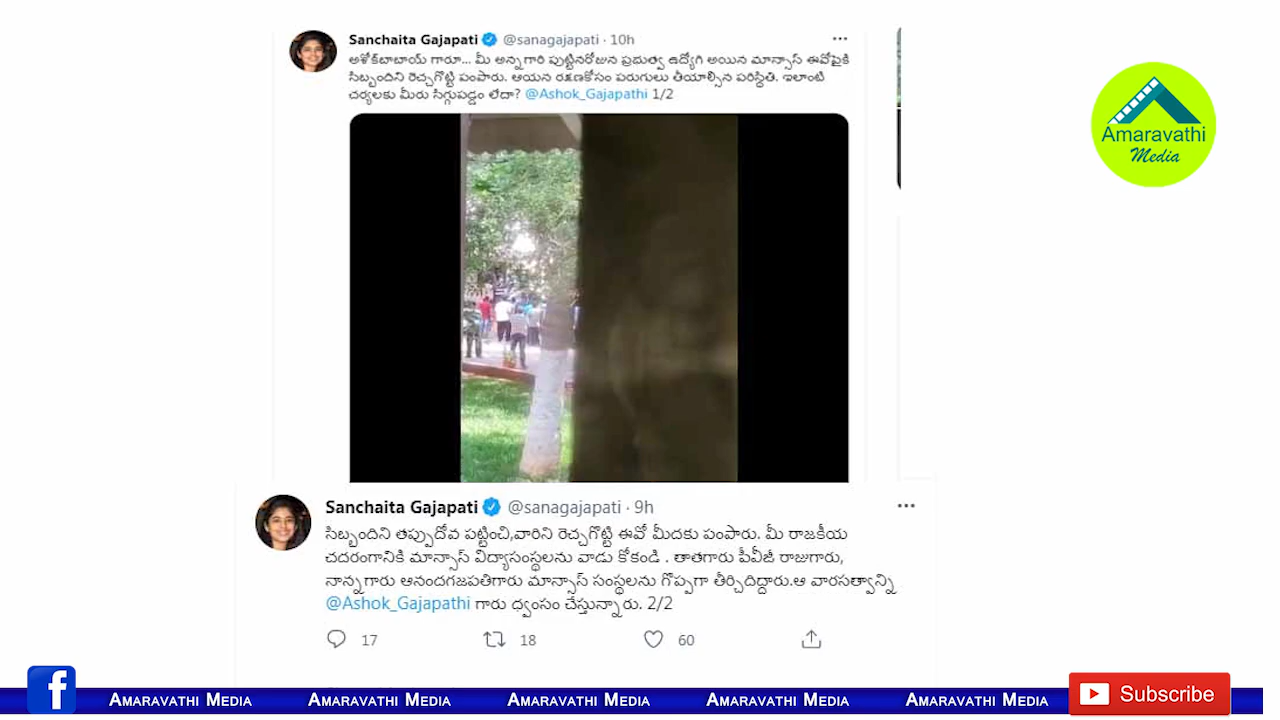 Sanchaita Gajapati @sanagajapati · 10h
అశోక్‌బాబాయ్ గారూ... మీ అన్నగారి పుట్టినరోజున ప్రభుత్వ ఉద్యోగి అయిన మాన్సాస్ ఈవోపైకి
సిబ్బందిని రెచ్చగొట్టి పంపారు. ఆయన రక్షణకోసం పరుగులు తీయాల్సిన పరిస్థితి. ఇలాంటి
చర్యలకు మీరు సిగ్గుపడ్డం లేదా? @Ashok_Gajapathi 1/2
Amaravathi
Media
Sanchaita Gajapati @sanagajapati · 9h
సిబ్బందిని తప్పుదోవ పట్టించి,వారిని రెచ్చగొట్టి ఈవో మీదకు పంపారు. మీ రాజకీయ
చదరంగానికి మాన్సాస్ విద్యాసంస్థలను వాడు కోకండి . తాతగారు పీవీజీ రాజుగారు,
నాన్నగారు ఆనందగజపతిగారు మాన్సాస్ సంస్థలను గొప్పగా తీర్చిదిద్దారు.ఆ వారసత్వాన్ని
@Ashok_Gajapathi గారు ధ్వంసం చేస్తున్నారు. 2/2
17 18 60
f Amaravathi Media Amaravathi Media Amaravathi Media Amaravathi Media Amaravathi Media Subscribe